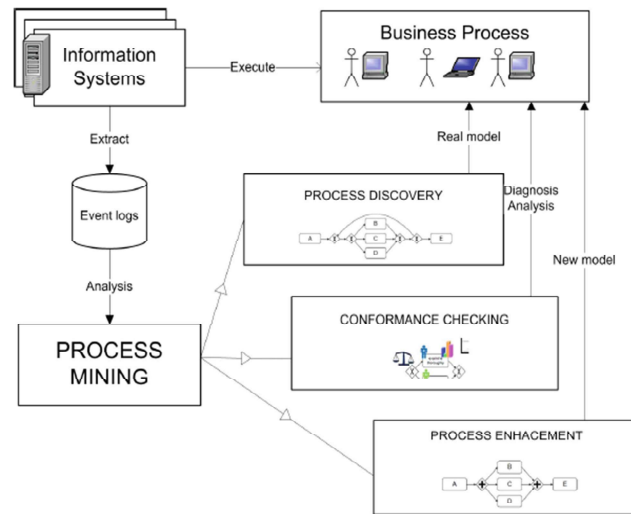 Information
Systems
Business Process
Execute
Extract
Real model
Event logs
PROCESS DISCOVERY
Diagnosis
Analysis
A
B
C
D
E
New model
Analysis
CONFORMANCE CHECKING
PROCESS
MINING
PROCESS ENHACEMENT
A
B
C
D
E